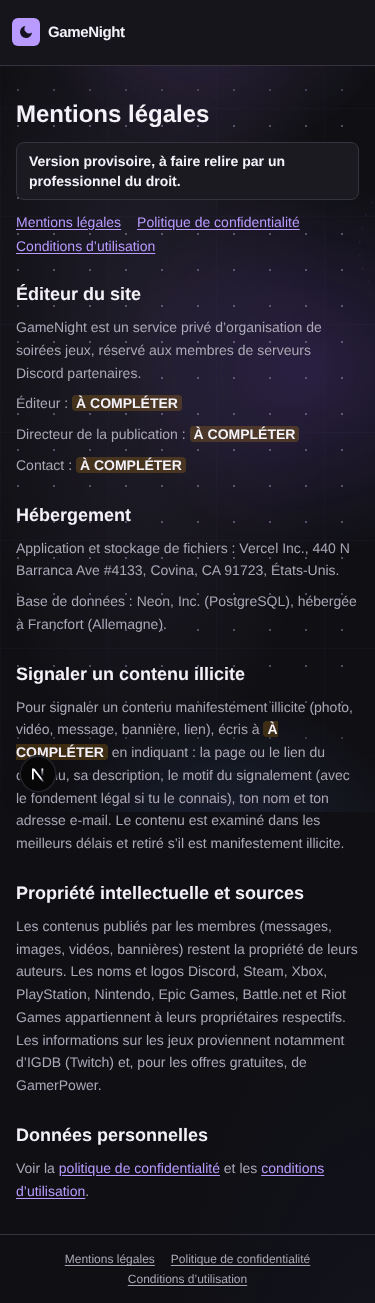 GameNight
Mentions légales
Version provisoire, à faire relire par un
professionnel du droit.
Mentions légales Politique de confidentialité
Conditions d’utilisation
Éditeur du site
GameNight est un service privé d’organisation de
soirées jeux, réservé aux membres de serveurs
Discord partenaires.
Éditeur : À COMPLÉTER
Directeur de la publication : À COMPLÉTER
Contact : À COMPLÉTER
Hébergement
Application et stockage de fichiers : Vercel Inc., 440 N
Barranca Ave #4133, Covina, CA 91723, États-Unis.
Base de données : Neon, Inc. (PostgreSQL), hébergée
à Francfort (Allemagne).
Signaler un contenu illicite
Pour signaler un contenu manifestement illicite (photo,
vidéo, message, bannière, lien), écris à À
COMPLÉTER en indiquant : la page ou le lien du
sa description, le motif du signalement (avec
le fondement légal si tu le connais), ton nom et ton
adresse e-mail. Le contenu est examiné dans les
meilleurs délais et retiré s’il est manifestement illicite.
Propriété intellectuelle et sources
Les contenus publiés par les membres (messages,
images, vidéos, bannières) restent la propriété de leurs
auteurs. Les noms et logos Discord, Steam, Xbox,
PlayStation, Nintendo, Epic Games, Battle.net et Riot
Games appartiennent à leurs propriétaires respectifs.
Les informations sur les jeux proviennent notamment
d’IGDB (Twitch) et, pour les offres gratuites, de
GamerPower.
Données personnelles
Voir la politique de confidentialité et les conditions
d’utilisation.
Mentions légales Politique de confidentialité
Conditions d’utilisation